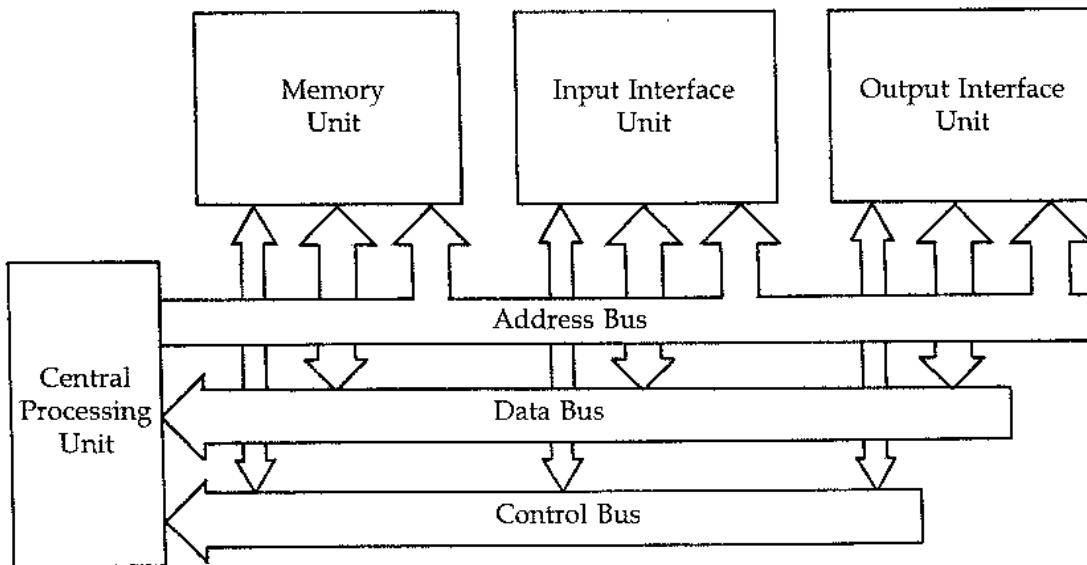 Memory
Unit
Input Interface
Unit
Output Interface
Unit
Address Bus
Central
Processing
Unit
Data Bus
Control Bus